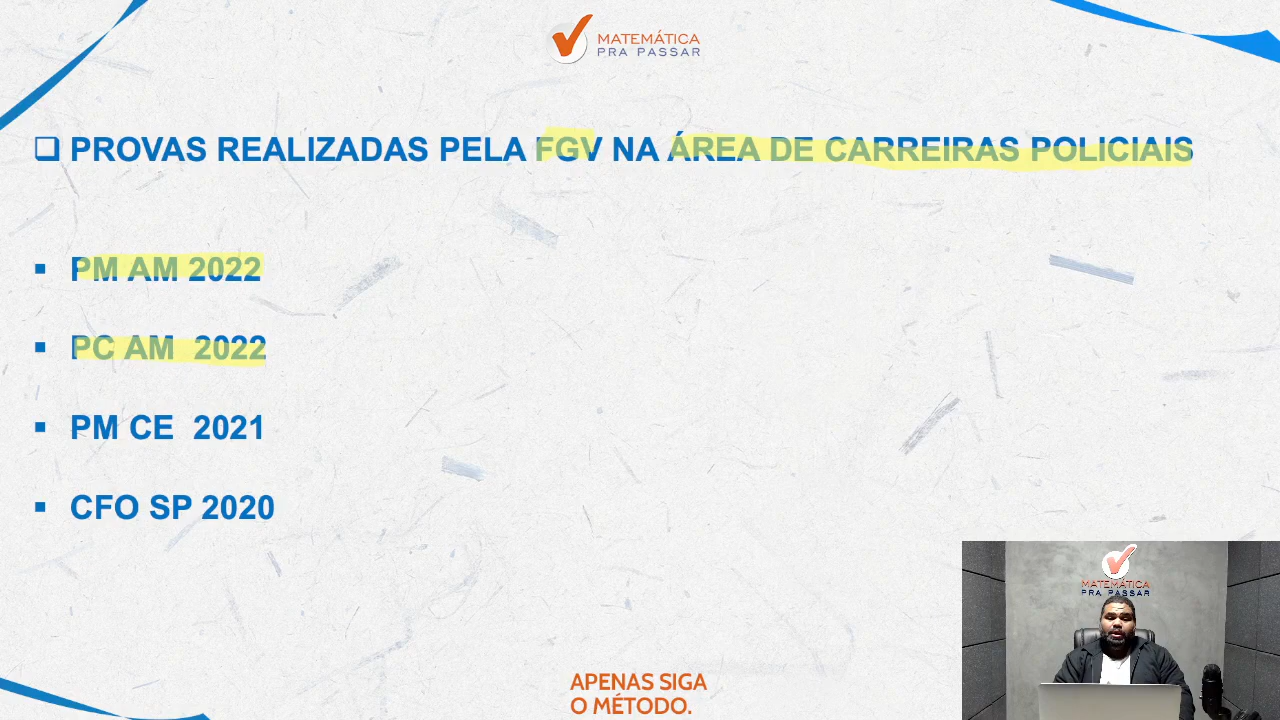 MATEMÁTICA
PRA PASSAR
PROVAS REALIZADAS PELA FGV NA ÁREA DE CARREIRAS POLICIAIS
PM AM 2022
PC AM 2022
PM CE 2021
CFO SP 2020
MATEMÁTICA
PRA PASSAR
APENAS SIGA
O MÉTODO.